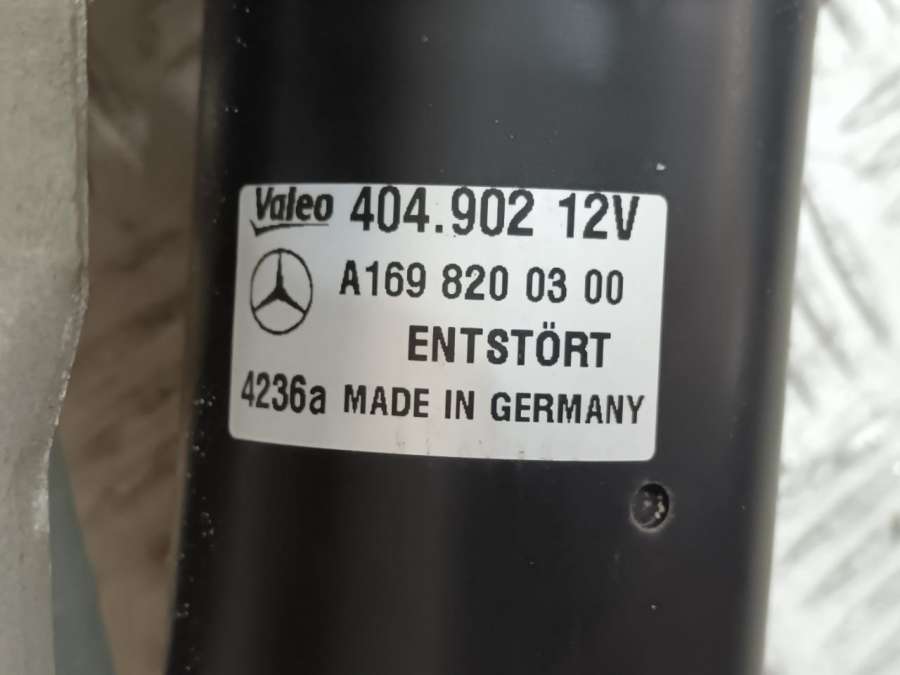 Valeo 404.902 12V
A169 820 03 00
ENTSTÖRT
4236a MADE IN GERMANY